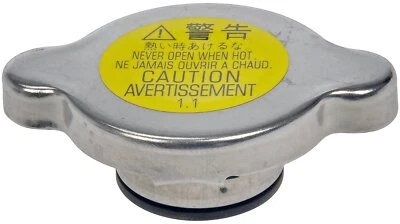 警告
熱い時あけるな
NEVER OPEN WHEN HOT.
NE JAMAIS OUVRIR A CHAUD.
CAUTION
AVERTISSEMENT
1.1